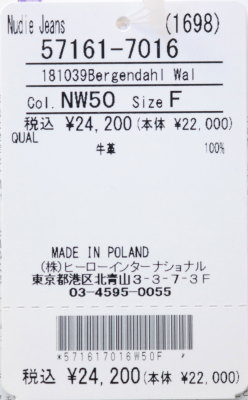 Nudie Jeans (1698)
57161-7016
181039Bergendahl Wal
Col. NW50 Size F
税込 ¥24,200(本体 ¥22,000)
QUAL
牛革 100%
MADE IN POLAND
(株)ヒーローインターナショナル
東京都港区北青山3-3-7-3F
03-4595-0055
*571617016W50F
税込 ¥24,200(本体 ¥22,000)